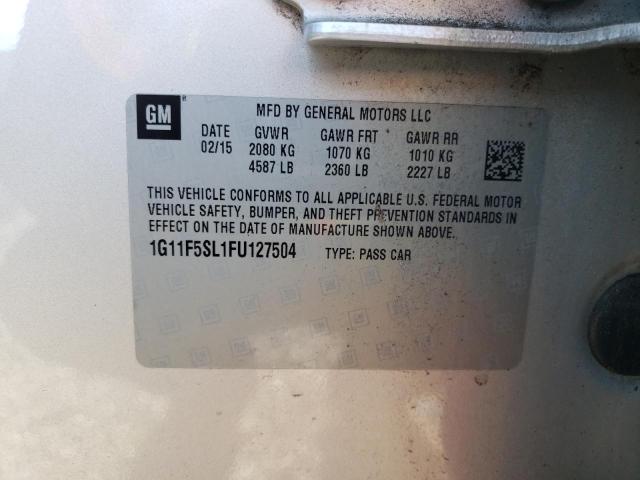 GM
MFD BY GENERAL MOTORS LLC
DATE GVWR GAWR FRT GAWR RR
02/15 2080 KG 1070 KG 1010 KG
4587 LB 2360 LB 2227 LB
THIS VEHICLE CONFORMS TO ALL APPLICABLE U.S. FEDERAL MOTOR
VEHICLE SAFETY, BUMPER, AND THEFT PREVENTION STANDARDS IN
EFFECT ON THE DATE OF MANUFACTURE SHOWN ABOVE.
1G11F5SL1FU127504 TYPE: PASS CAR